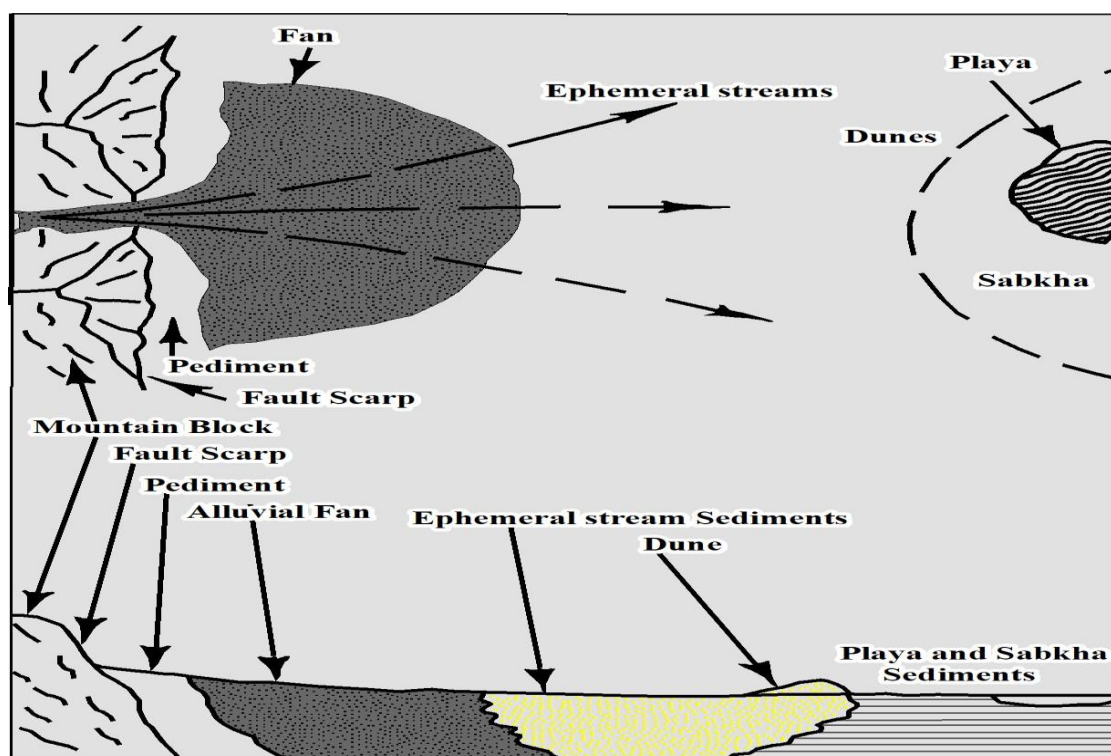 Fan
Playa
Ephemeral streams
Dunes
Sabkha
Pediment
Fault Scarp
Mountain Block
Fault Scarp
Pediment
Alluvial Fan
Ephemeral stream Sediments
Dune
Playa and Sabkha
Sediments